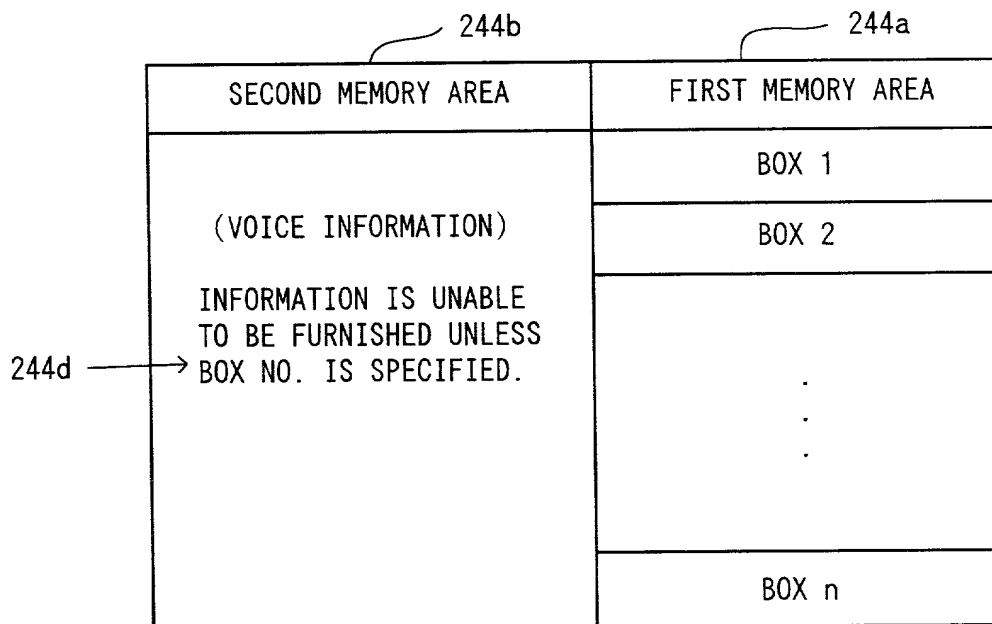 244b
244a
SECOND MEMORY AREA
FIRST MEMORY AREA
(VOICE INFORMATION)
INFORMATION IS UNABLE
TO BE FURNISHED UNLESS
BOX NO. IS SPECIFIED.
244d
BOX 1
BOX 2
.
.
.
BOX n